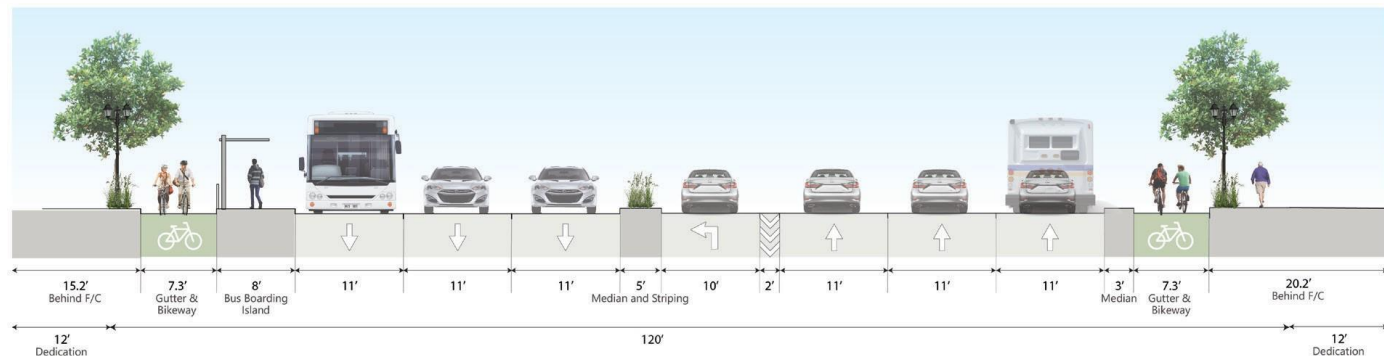 15.2'
Behind F/C
7.3'
Gutter &
Bikeway
8'
Bus Boarding
Island
11'
11'
11'
5'
Median and Striping
10'
2'
11'
11'
11'
3'
Median
7.3'
Gutter &
Bikeway
20.2'
Behind F/C
12'
Dedication
120'
12'
Dedication